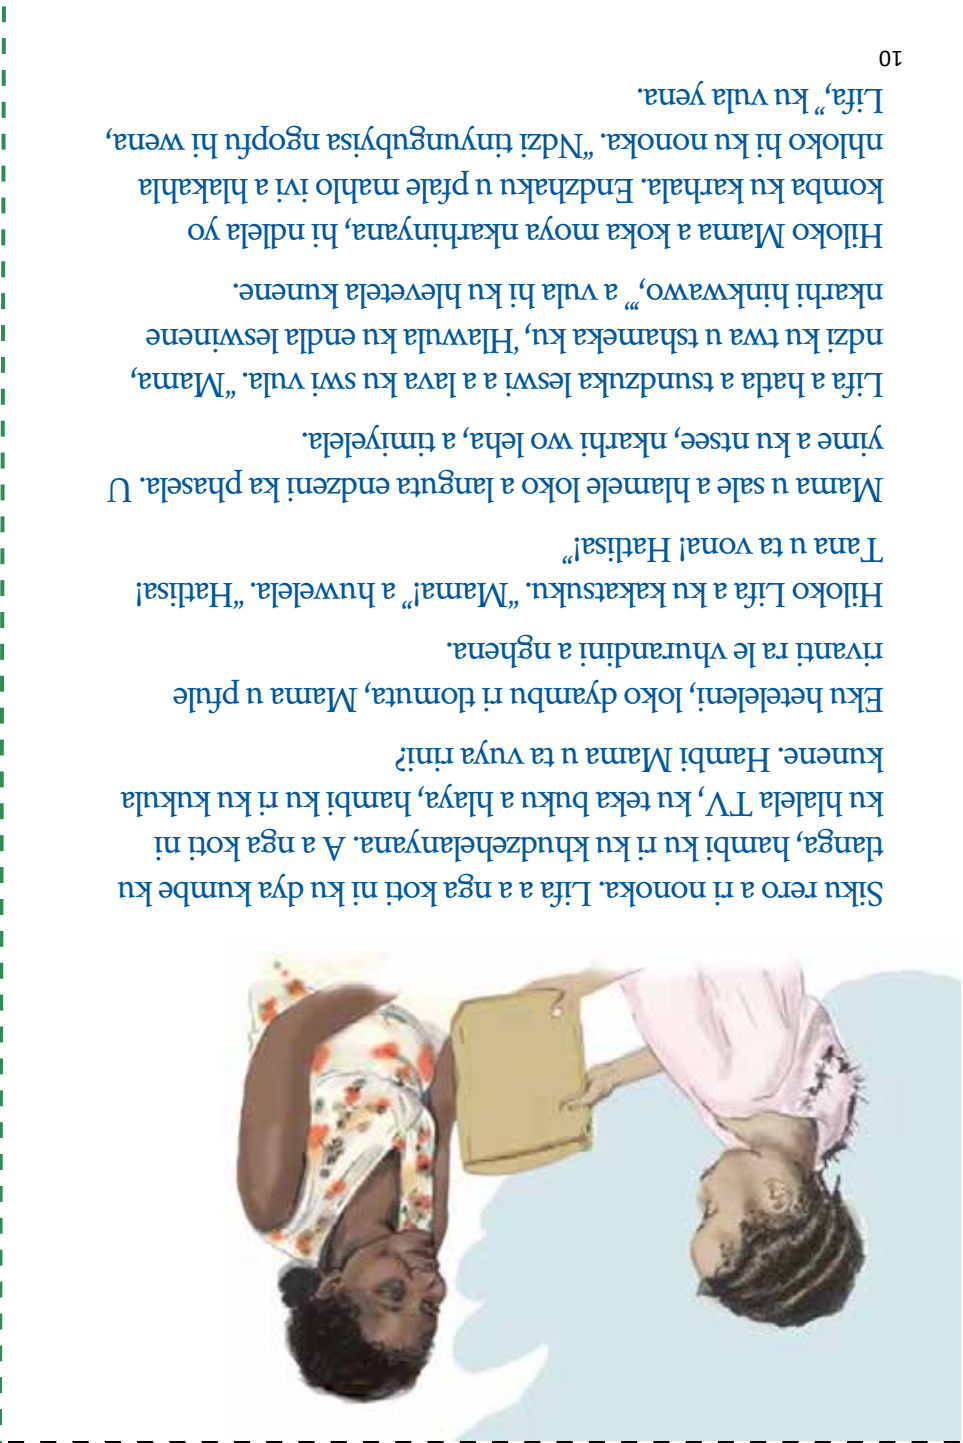 Siku rero a ri nonoka. Lifa a a nga koti ni ku dya kumbe ku
tlanga, hambi ku ri ku khudzehelanyana. A a nga koti ni
ku hlalela TV, ku teka buku a hlaya, hambi ku ri ku kukula
kunene. Hambi Mama u ta vuya rini?
Eku heteleleni, loko dyambu ri tlomuta, Mama u pfule
rivanti ra le vhurandini a nghena.
Hiloko Lifa a ku kakatsuku. “Mama!” a huwelela. “Hatlisa!
Tana u ta vona! Hatlisa!”
Mama u sale a hlamele loko a languta endzeni ka phasela. U
yime a ku ntsee, nkarhi wo leha, a timiyelela.
Lifa a hatla a tsundzuka leswi a a lava ku swi vula. “Mama,
ndzi ku twa u tshameka ku, ‘Hlawula ku endla leswinene
nkarhi hinkwawo,’” a vula hi ku hlevetela kunene.
Hiloko Mama a koka moya nkarhinyana, hi ndlela yo
komba ku karhala. Endzhaku u pfale mahlo ivi a hlakahla
nhloko hi ku nonoka. “Ndzi tinyungubyisa ngopfu hi wena,
Lifa,” ku vula yena.
10